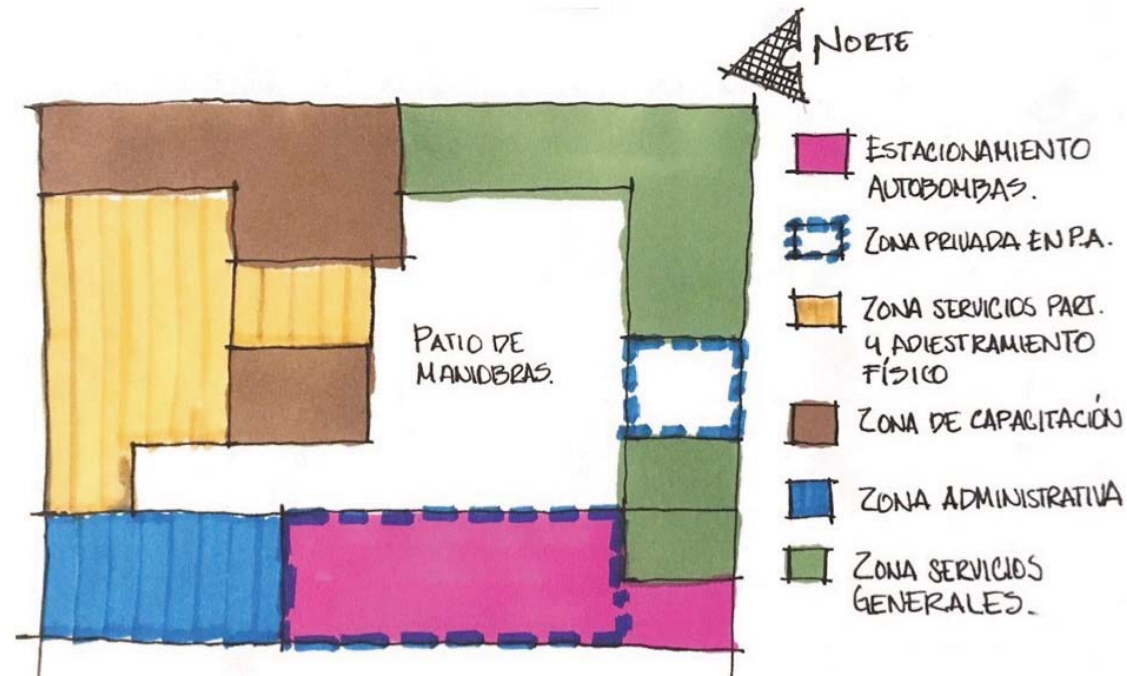 NORTE
ESTACIONAMIENTO
AUTOBOMBAS.
ZONA PRIVADA EN P.A.
ZONA SERVICIOS PART.
Y ADIESTRAMIENTO
FÍSICO
ZONA DE CAPACITACIÓN
ZONA ADMINISTRATIVA
ZONA SERVICIOS
GENERALES.
PATIO DE
MANIOBRAS.